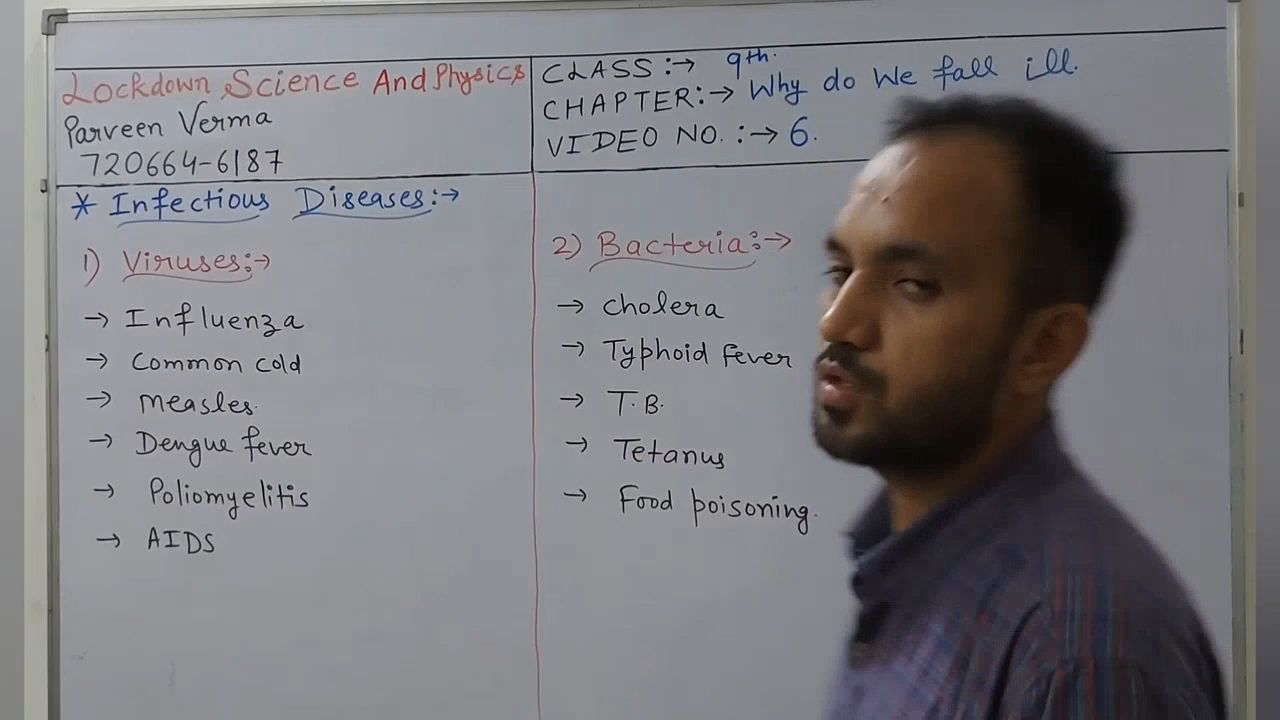 Lockdown Science And Physics
Parveen Verma
720664-6187
CLASS :→ 9th.
CHAPTER:→ Why do We fall ill.
VIDEO NO. :→ 6.
* Infectious Diseases:→
1) Viruses:→
→ Influenza
→ Common cold
→ measles.
→ Dengue fever
→ Poliomyelitis
→ AIDS
2) Bacteria:→
→ cholera
→ Typhoid fever
→ T.B.
→ Tetanus
→ Food poisoning.